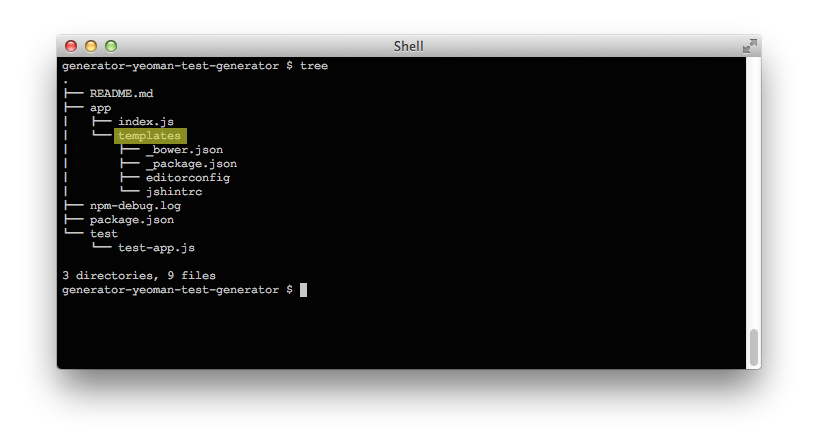 Shell
generator-yeoman-test-generator $ tree
.
├── README.md
├── app
│   ├── index.js
│   └── templates
│       ├── _bower.json
│       ├── _package.json
│       ├── editorconfig
│       └── jshintrc
├── npm-debug.log
├── package.json
└── test
    └── test-app.js
3 directories, 9 files
generator-yeoman-test-generator $